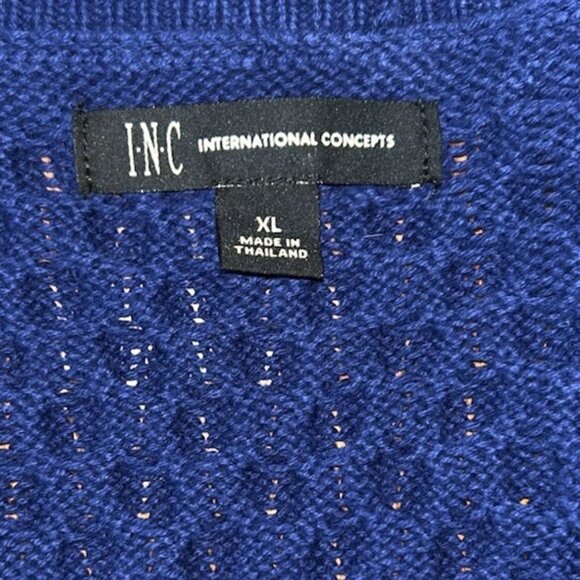 I·N·C INTERNATIONAL CONCEPTS
XL
MADE IN
THAILAND